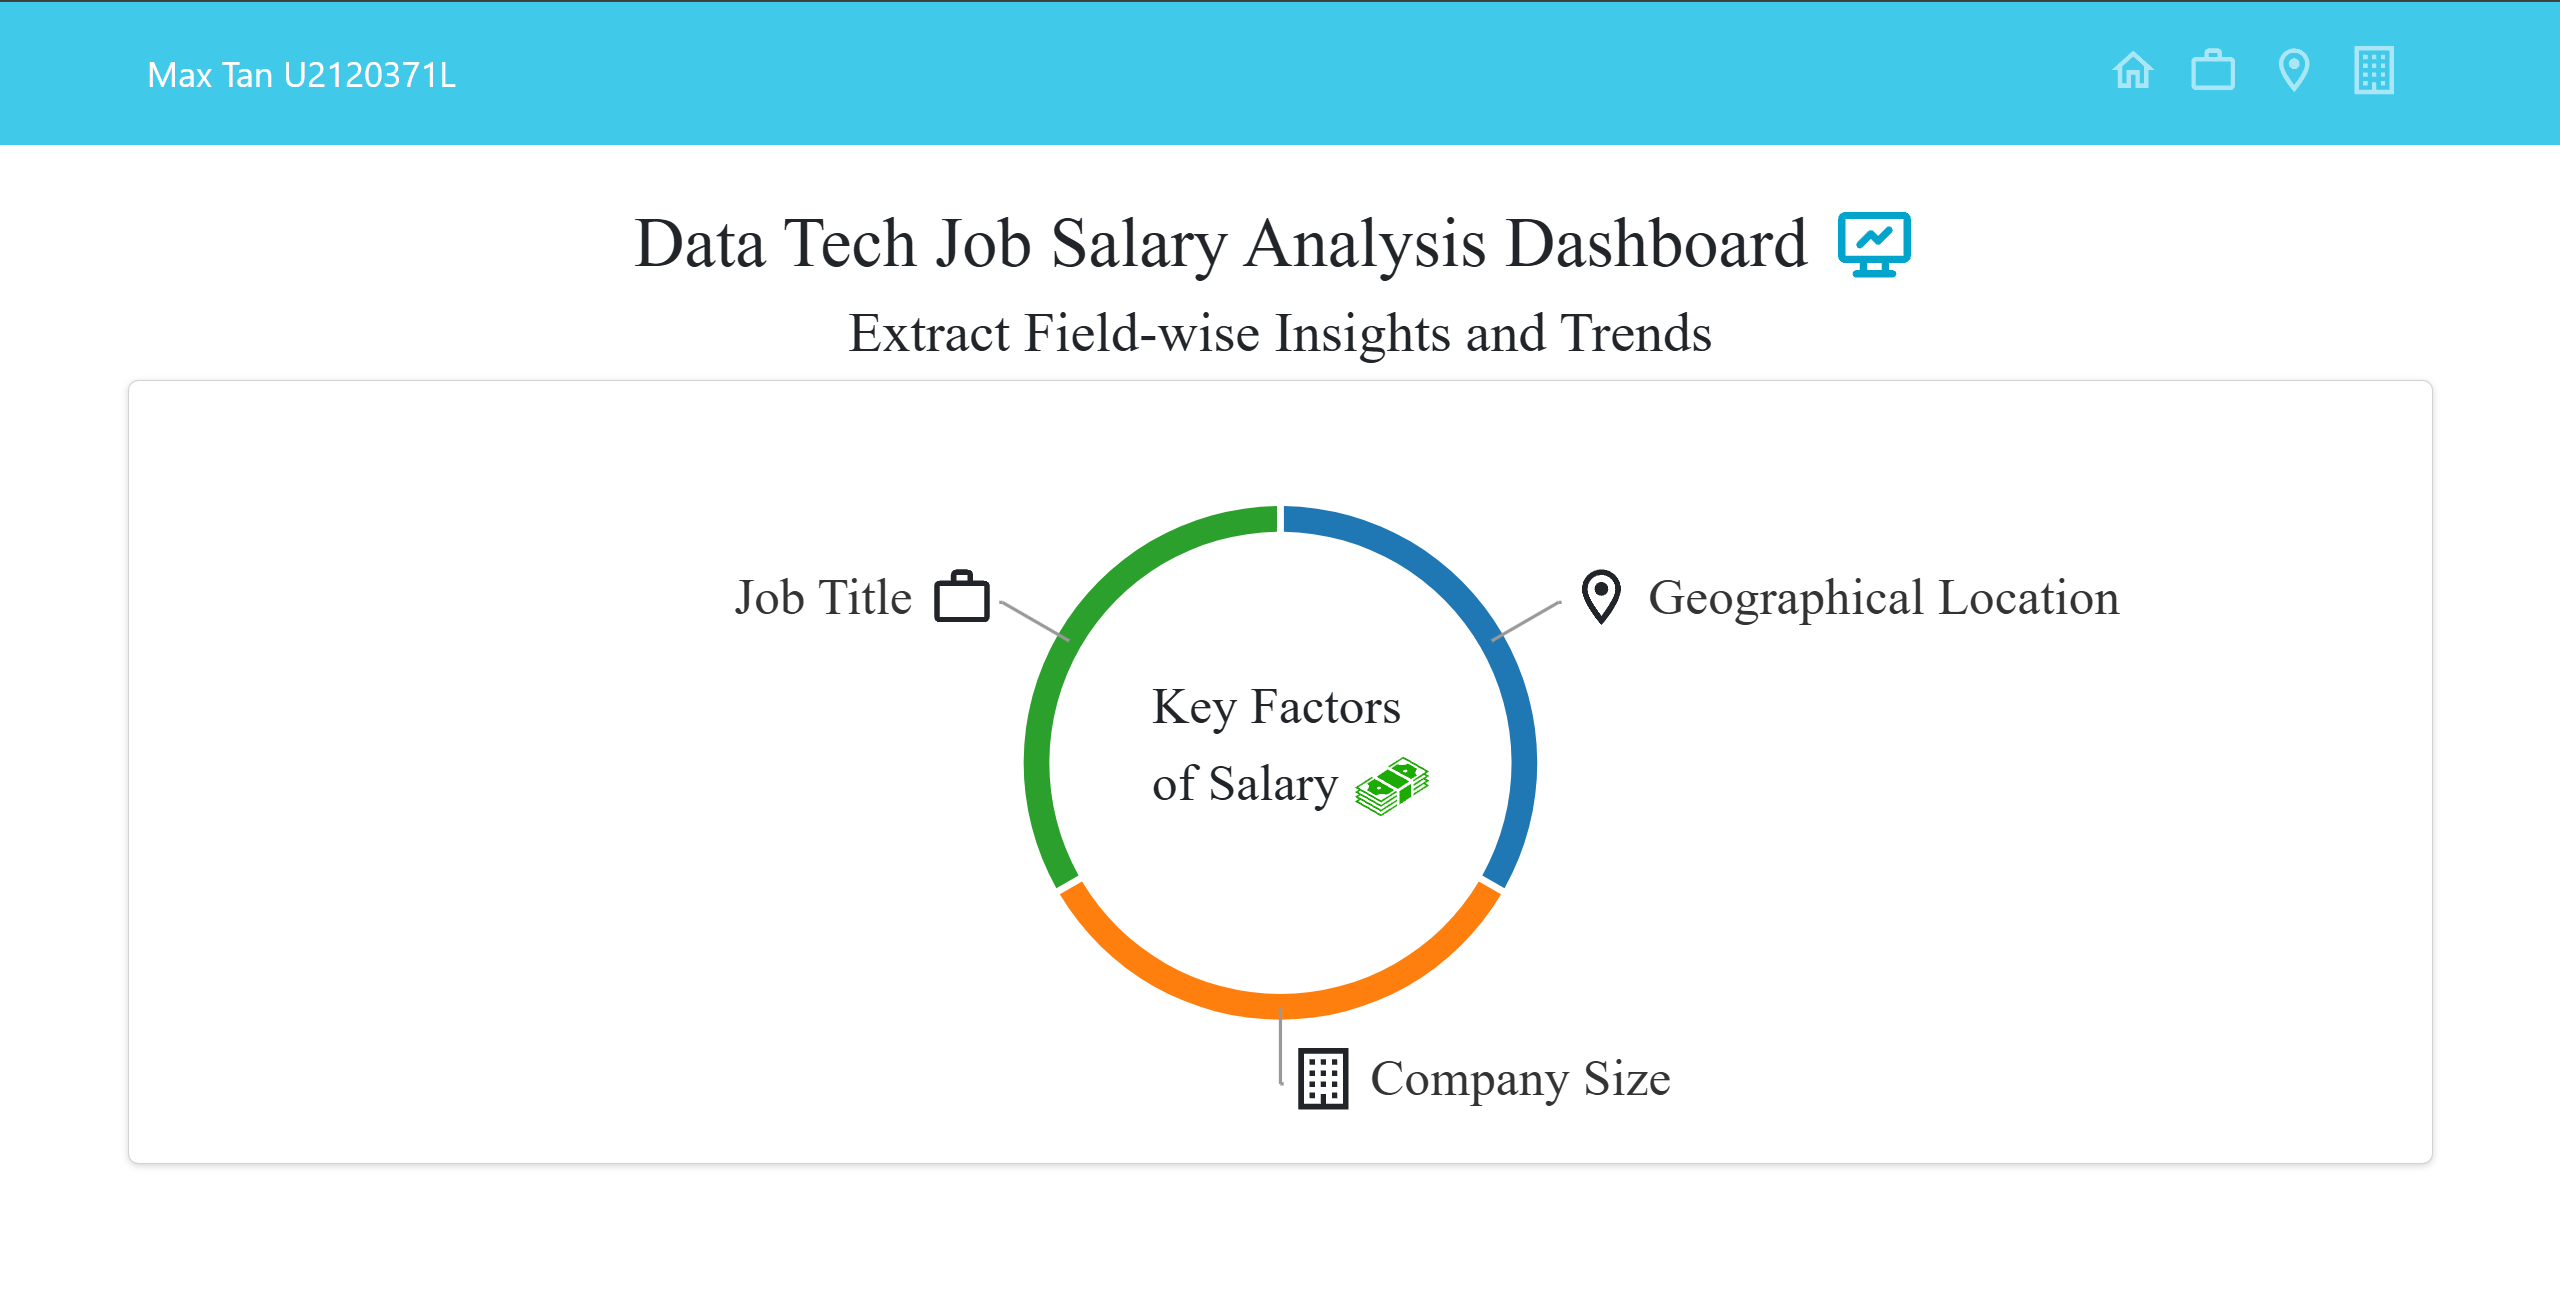 Max Tan U2120371L
Data Tech Job Salary Analysis Dashboard
Extract Field-wise Insights and Trends
Job Title
Geographical Location
Key Factors
of Salary
Company Size